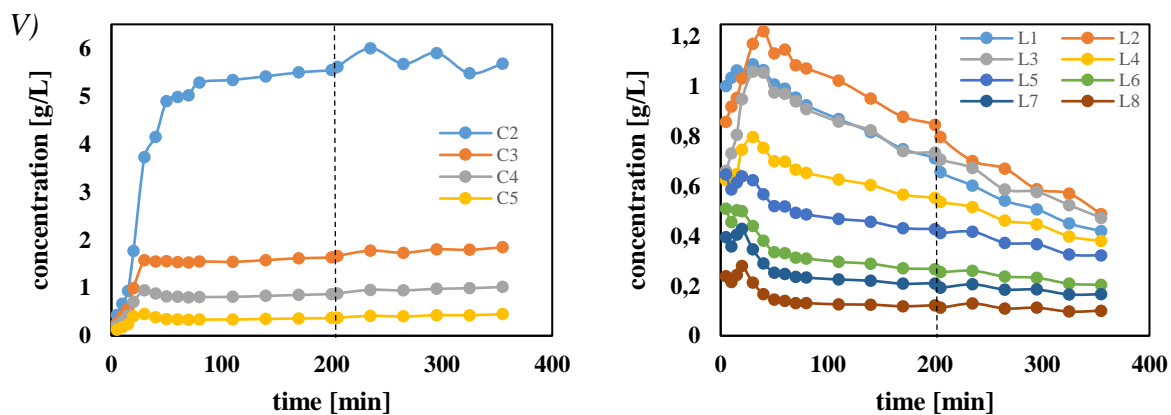 V)
concentration [g/L]
6
5
4
3
2
1
0
0
100
200
300
400
time [min]
C2
C3
C4
C5
concentration [g/L]
1,2
1
0,8
0,6
0,4
0,2
0
0
100
200
300
400
time [min]
L1 L2
L3 L4
L5 L6
L7 L8